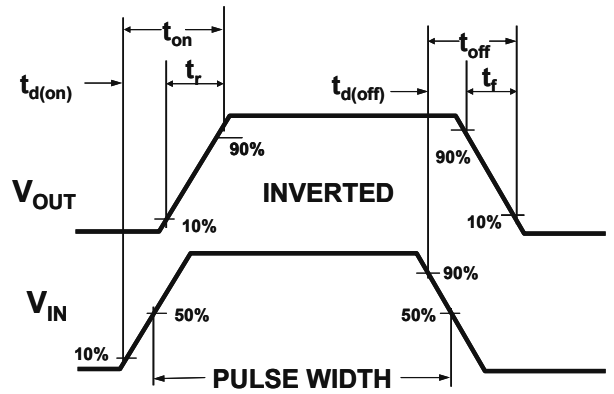 t_on
t_off
t_d(on)
t_r
t_d(off)
t_f
90%
90%
V_OUT
INVERTED
10%
10%
90%
V_IN
50%
50%
10%
PULSE WIDTH